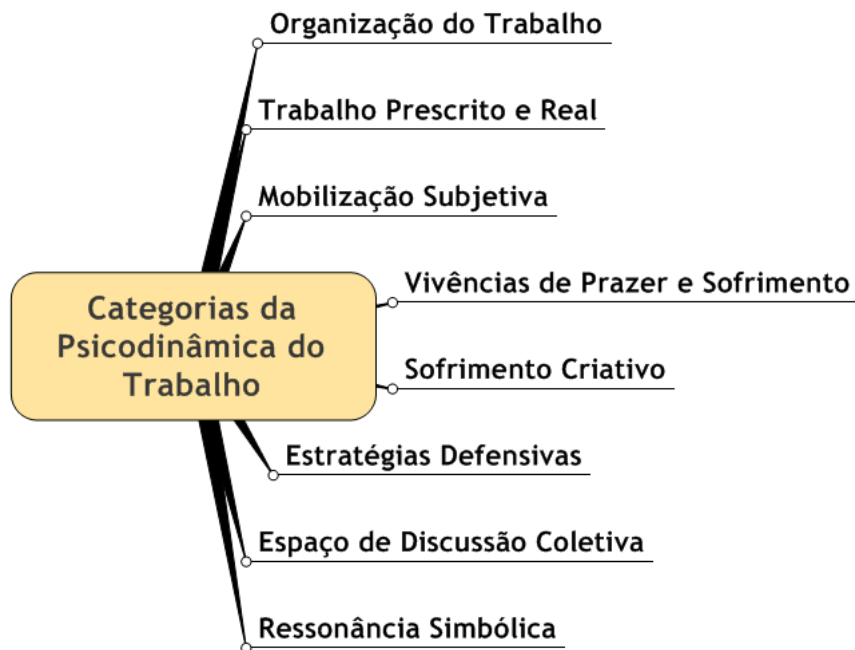 Organização do Trabalho
Trabalho Prescrito e Real
Mobilização Subjetiva
Vivências de Prazer e Sofrimento
Categorias da
Psicodinâmica do
Trabalho
Sofrimento Criativo
Estratégias Defensivas
Espaço de Discussão Coletiva
Ressonância Simbólica